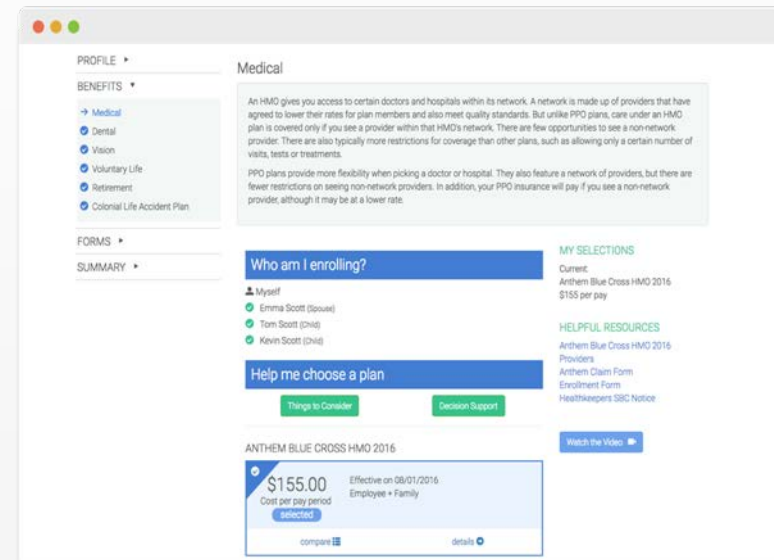 PROFILE
BENEFITS
Medical
Dental
Vision
Voluntary Life
Retirement
Colonial Life Accident Plan
FORMS
SUMMARY
Medical
An HMO gives you access to certain doctors and hospitals within its network. A network is made up of providers that have
agreed to lower their rates for plan members and also meet quality standards. But unlike PPO plans, care under an HMO
plan is covered only if you see a provider within that HMO's network. There are few opportunities to see a non-network
provider. There are also typically more restrictions for coverage than other plans, such as allowing only a certain number of
visits, tests or treatments.
PPO plans provide more flexibility when picking a doctor or hospital. They also feature a network of providers, but there are
fewer restrictions on seeing non-network providers. In addition, your PPO insurance will pay if you see a non-network
provider, although it may be at a lower rate.
Who am I enrolling?
Myself
Emma Scott (Spouse)
Tom Scott (Child)
Kevin Scott (Child)
Help me choose a plan
Things to Consider
Decision Support
ANTHEM BLUE CROSS HMO 2016
$155.00
Cost per pay period
selected
Effective on 08/01/2016
Employee + Family
compare
details
MY SELECTIONS
Current
Anthem Blue Cross HMO 2016
$155 per pay
HELPFUL RESOURCES
Anthem Blue Cross HMO 2016
Providers
Anthem Claim Form
Enrollment Form
Healthkeepers SBC Notice
Watch the Video